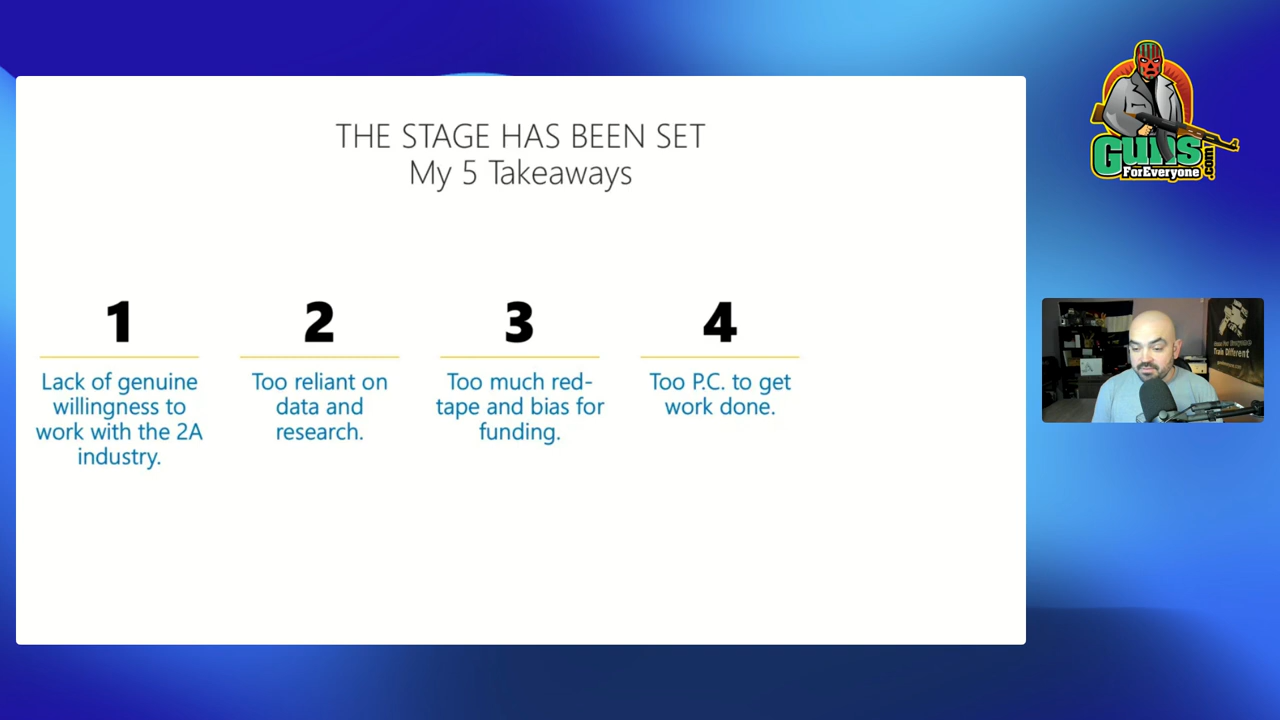 THE STAGE HAS BEEN SET
My 5 Takeaways
1
Lack of genuine
willingness to
work with the 2A
industry.
2
Too reliant on
data and
research.
3
Too much red-
tape and bias for
funding.
4
Too P.C. to get
work done.
Guns
ForEveryone
.com
Train Different